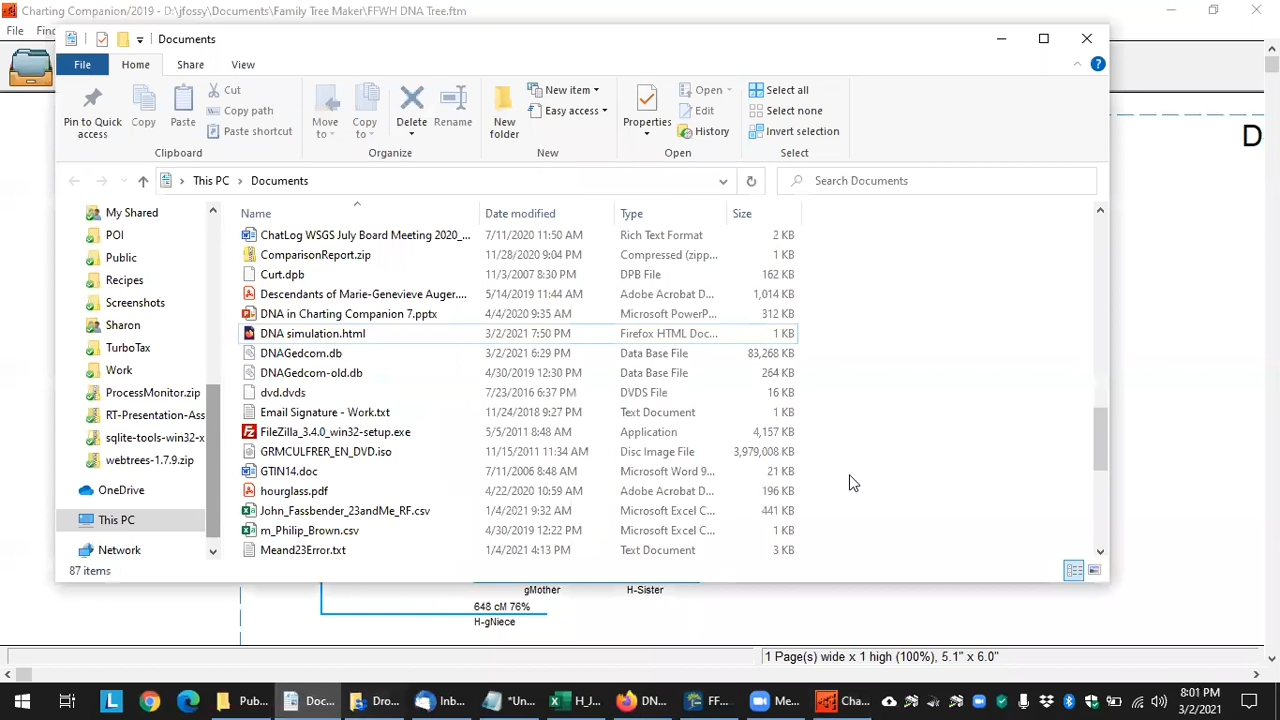 Charting Companion/2019 - D:\jfossy\Documents\Family Tree Maker\FFWH DNA Tree.ftm
File Fin
Documents
File Home Share View
Pin to Quick access
Copy
Paste
Cut
Copy path
Paste shortcut
Clipboard
Move to
Copy to
Delete
Rename
Organize
New folder
New item
Easy access
New
Properties
Open
Edit
History
Open
Select all
Select none
Invert selection
Select
This PC > Documents
Search Documents
My Shared
POI
Public
Recipes
Screenshots
Sharon
TurboTax
Work
ProcessMonitor.zip
RT-Presentation-Ass
sqlite-tools-win32-x
webtrees-1.7.9.zip
OneDrive
This PC
Network
Name Date modified Type Size
ChatLog WSGS July Board Meeting 2020_... 7/11/2020 11:50 AM Rich Text Format 2 KB
ComparisonReport.zip 11/28/2020 9:04 PM Compressed (zipp... 1 KB
Curt.dpb 11/3/2007 8:30 PM DPB File 162 KB
Descendants of Marie-Genevieve Auger.... 5/14/2019 11:44 AM Adobe Acrobat D... 1,014 KB
DNA in Charting Companion 7.pptx 4/4/2020 9:35 AM Microsoft PowerP... 312 KB
DNA simulation.html 3/2/2021 7:50 PM Firefox HTML Doc... 1 KB
DNAGedcom.db 3/2/2021 6:29 PM Data Base File 83,268 KB
DNAGedcom-old.db 4/30/2019 12:30 PM Data Base File 264 KB
dvd.dvds 7/23/2016 6:37 PM DVDS File 16 KB
Email Signature - Work.txt 11/24/2018 9:27 PM Text Document 1 KB
FileZilla_3.4.0_win32-setup.exe 5/5/2011 8:48 AM Application 4,157 KB
GRMCULFRER_EN_DVD.iso 11/15/2011 11:34 AM Disc Image File 3,979,008 KB
GTIN14.doc 7/11/2006 8:48 AM Microsoft Word 9... 21 KB
hourglass.pdf 4/22/2020 10:59 AM Adobe Acrobat D... 196 KB
John_Fassbender_23andMe_RF.csv 1/4/2021 9:32 AM Microsoft Excel C... 441 KB
m_Philip_Brown.csv 4/30/2019 12:22 PM Microsoft Excel C... 1 KB
Meand23Error.txt 1/4/2021 4:13 PM Text Document 3 KB
87 items
D
gMother H-Sister
648 cM 76%
H-gNiece
1 Page(s) wide x 1 high (100%), 5.1" x 6.0"
Pub... Doc... Dro... Inb... *Un... H_J... DN... FF... Me... Cha...
8:01 PM
3/2/2021